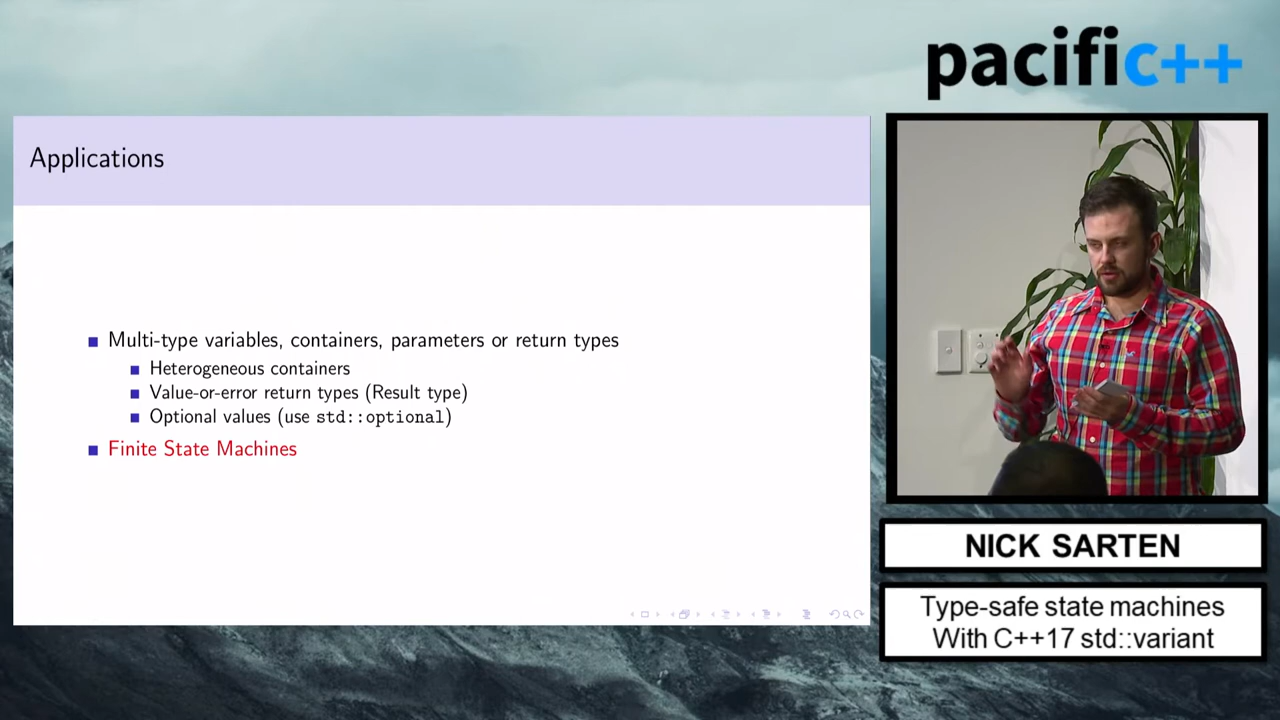 pacific++
Applications
Multi-type variables, containers, parameters or return types
Heterogeneous containers
Value-or-error return types (Result type)
Optional values (use std::optional)
Finite State Machines
NICK SARTEN
Type-safe state machines
With C++17 std::variant